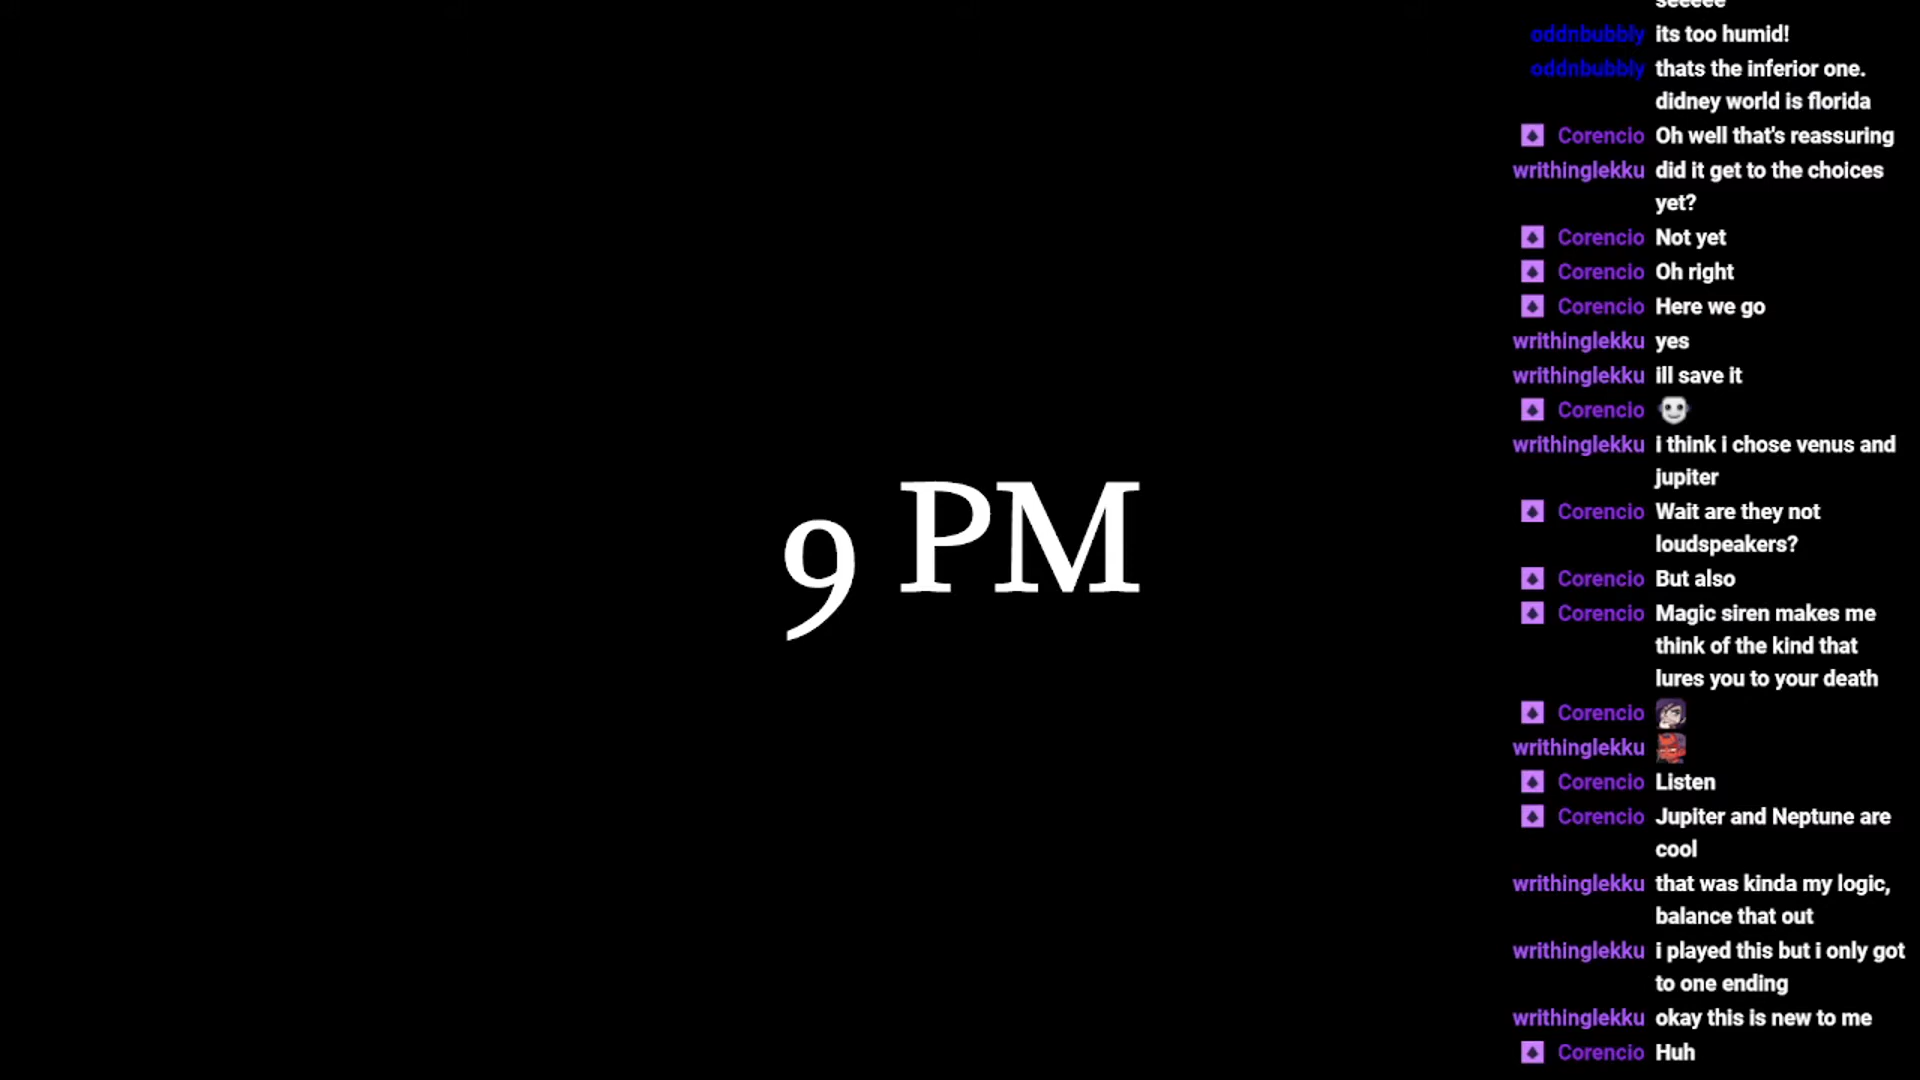 seeeee
oddnbubbly its too humid!
oddnbubbly thats the inferior one.
didney world is florida
Corencio Oh well that's reassuring
writhinglekku did it get to the choices
yet?
Corencio Not yet
Corencio Oh right
Corencio Here we go
writhinglekku yes
writhinglekku ill save it
Corencio
writhinglekku i think i chose venus and
jupiter
Corencio Wait are they not
loudspeakers?
Corencio But also
Corencio Magic siren makes me
think of the kind that
lures you to your death
Corencio
writhinglekku
Corencio Listen
Corencio Jupiter and Neptune are
cool
writhinglekku that was kinda my logic,
balance that out
writhinglekku i played this but i only got
to one ending
writhinglekku okay this is new to me
Corencio Huh
9 PM